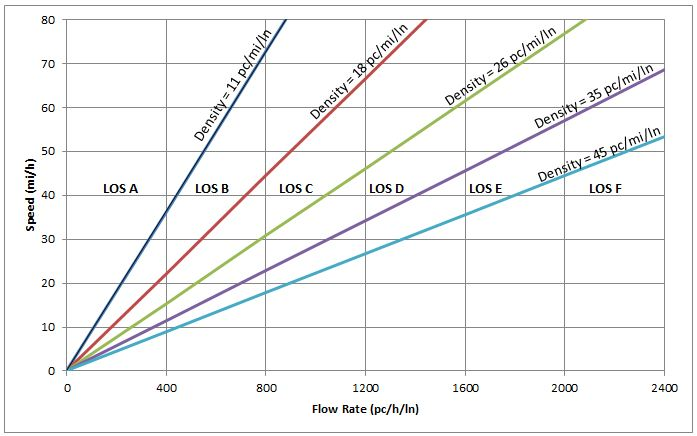 80
70
60
50
40
30
20
10
0
Speed (mi/h)
Density = 11 pc/mi/ln
Density = 18 pc/mi/ln
Density = 26 pc/mi/ln
Density = 35 pc/mi/ln
Density = 45 pc/mi/ln
LOS A
LOS B
LOS C
LOS D
LOS E
LOS F
0
400
800
1200
1600
2000
2400
Flow Rate (pc/h/ln)